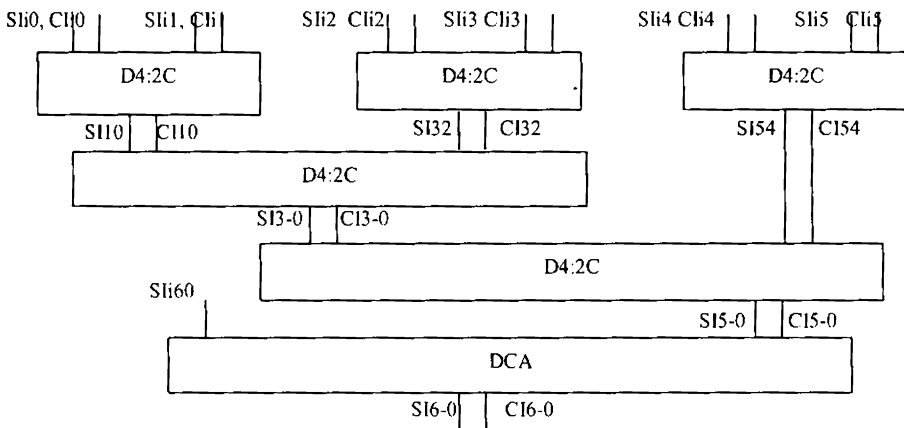 SIi0, CIi0 SIi1, CIi1 SIi2 CIi2 SIi3 CIi3 SIi4 CIi4 SIi5 CIi5
D4:2C D4:2C D4:2C
SI10 CI10 SI32 CI32 SI54 CI54
D4:2C
SI3-0 CI3-0
D4:2C
SIi60
SI5-0 CI5-0
DCA
SI6-0 CI6-0